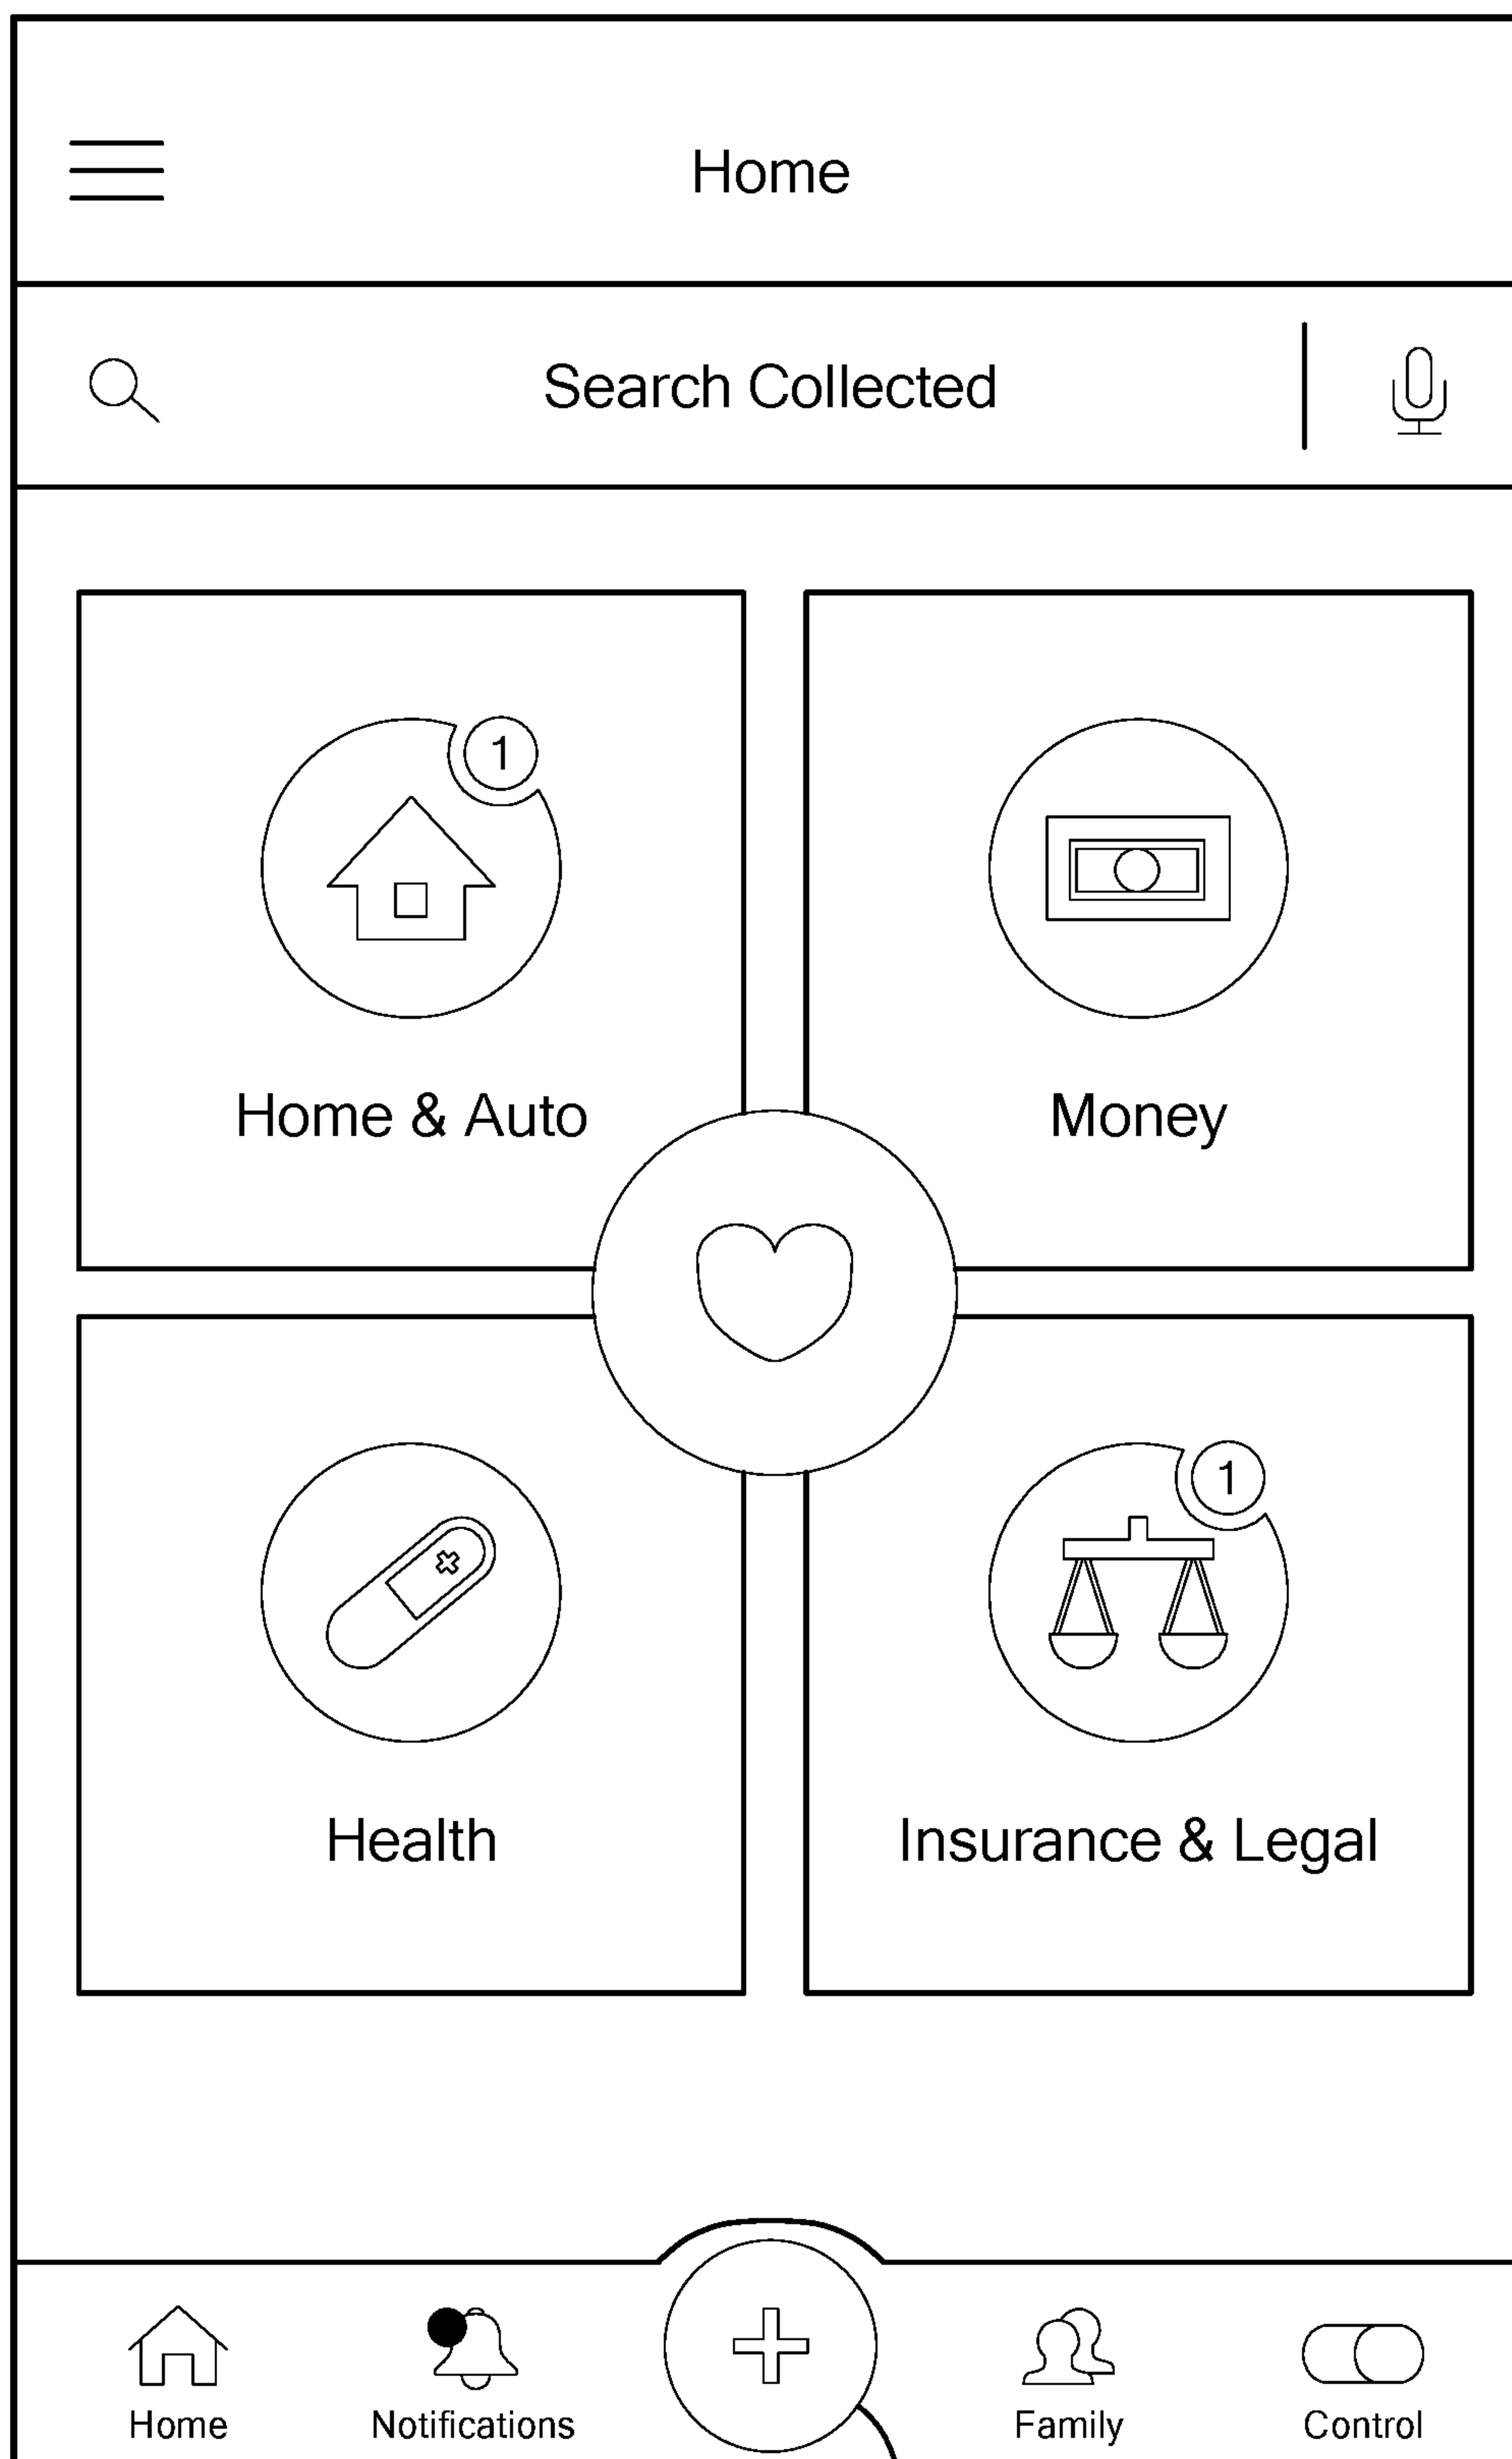 Home
Search Collected
1
Home & Auto
Money
1
Health
Insurance & Legal
Home
Notifications
Family
Control